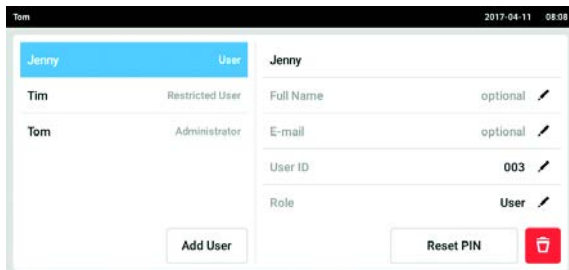 Tom 2017-04-11 08:08
Jenny User
Tim Restricted User
Tom Administrator
Add User
Jenny
Full Name optional
E-mail optional
User ID 003
Role User
Reset PIN